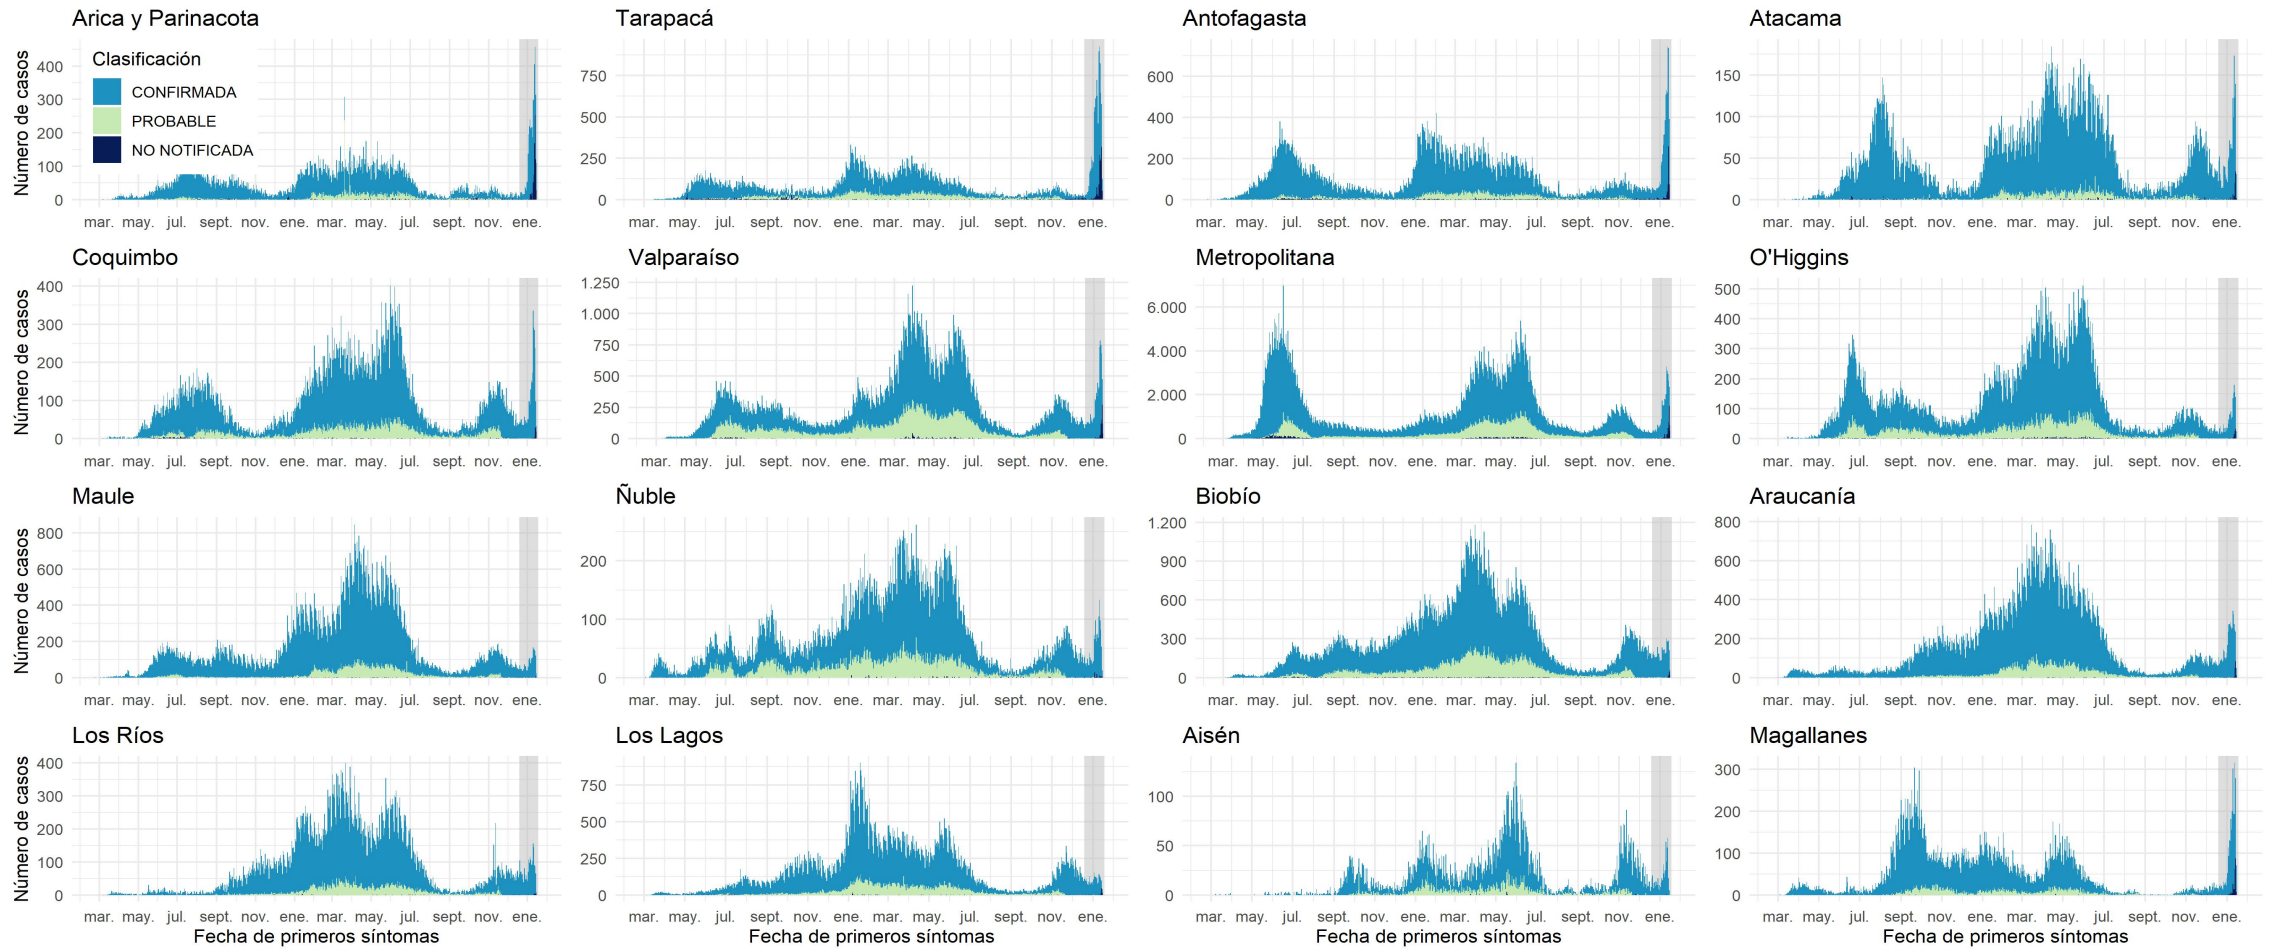 Arica y Parinacota
Número de casos
400
300
200
100
0
Clasificación
CONFIRMADA
PROBABLE
NO NOTIFICADA
mar. may. jul. sept. nov. ene. mar. may. jul. sept. nov. ene.
Tarapacá
750
500
250
0
mar. may. jul. sept. nov. ene. mar. may. jul. sept. nov. ene.
Antofagasta
600
400
200
0
mar. may. jul. sept. nov. ene. mar. may. jul. sept. nov. ene.
Atacama
150
100
50
0
mar. may. jul. sept. nov. ene. mar. may. jul. sept. nov. ene.
Coquimbo
Número de casos
400
300
200
100
0
mar. may. jul. sept. nov. ene. mar. may. jul. sept. nov. ene.
Valparaíso
1.250
1.000
750
500
250
0
mar. may. jul. sept. nov. ene. mar. may. jul. sept. nov. ene.
Metropolitana
6.000
4.000
2.000
0
mar. may. jul. sept. nov. ene. mar. may. jul. sept. nov. ene.
O'Higgins
500
400
300
200
100
0
mar. may. jul. sept. nov. ene. mar. may. jul. sept. nov. ene.
Maule
Número de casos
800
600
400
200
0
mar. may. jul. sept. nov. ene. mar. may. jul. sept. nov. ene.
Ñuble
200
100
0
mar. may. jul. sept. nov. ene. mar. may. jul. sept. nov. ene.
Biobío
1.200
900
600
300
0
mar. may. jul. sept. nov. ene. mar. may. jul. sept. nov. ene.
Araucanía
800
600
400
200
0
mar. may. jul. sept. nov. ene. mar. may. jul. sept. nov. ene.
Los Ríos
Número de casos
400
300
200
100
0
mar. may. jul. sept. nov. ene. mar. may. jul. sept. nov. ene.
Fecha de primeros síntomas
Los Lagos
750
500
250
0
mar. may. jul. sept. nov. ene. mar. may. jul. sept. nov. ene.
Fecha de primeros síntomas
Aisén
100
50
0
mar. may. jul. sept. nov. ene. mar. may. jul. sept. nov. ene.
Fecha de primeros síntomas
Magallanes
300
200
100
0
mar. may. jul. sept. nov. ene. mar. may. jul. sept. nov. ene.
Fecha de primeros síntomas